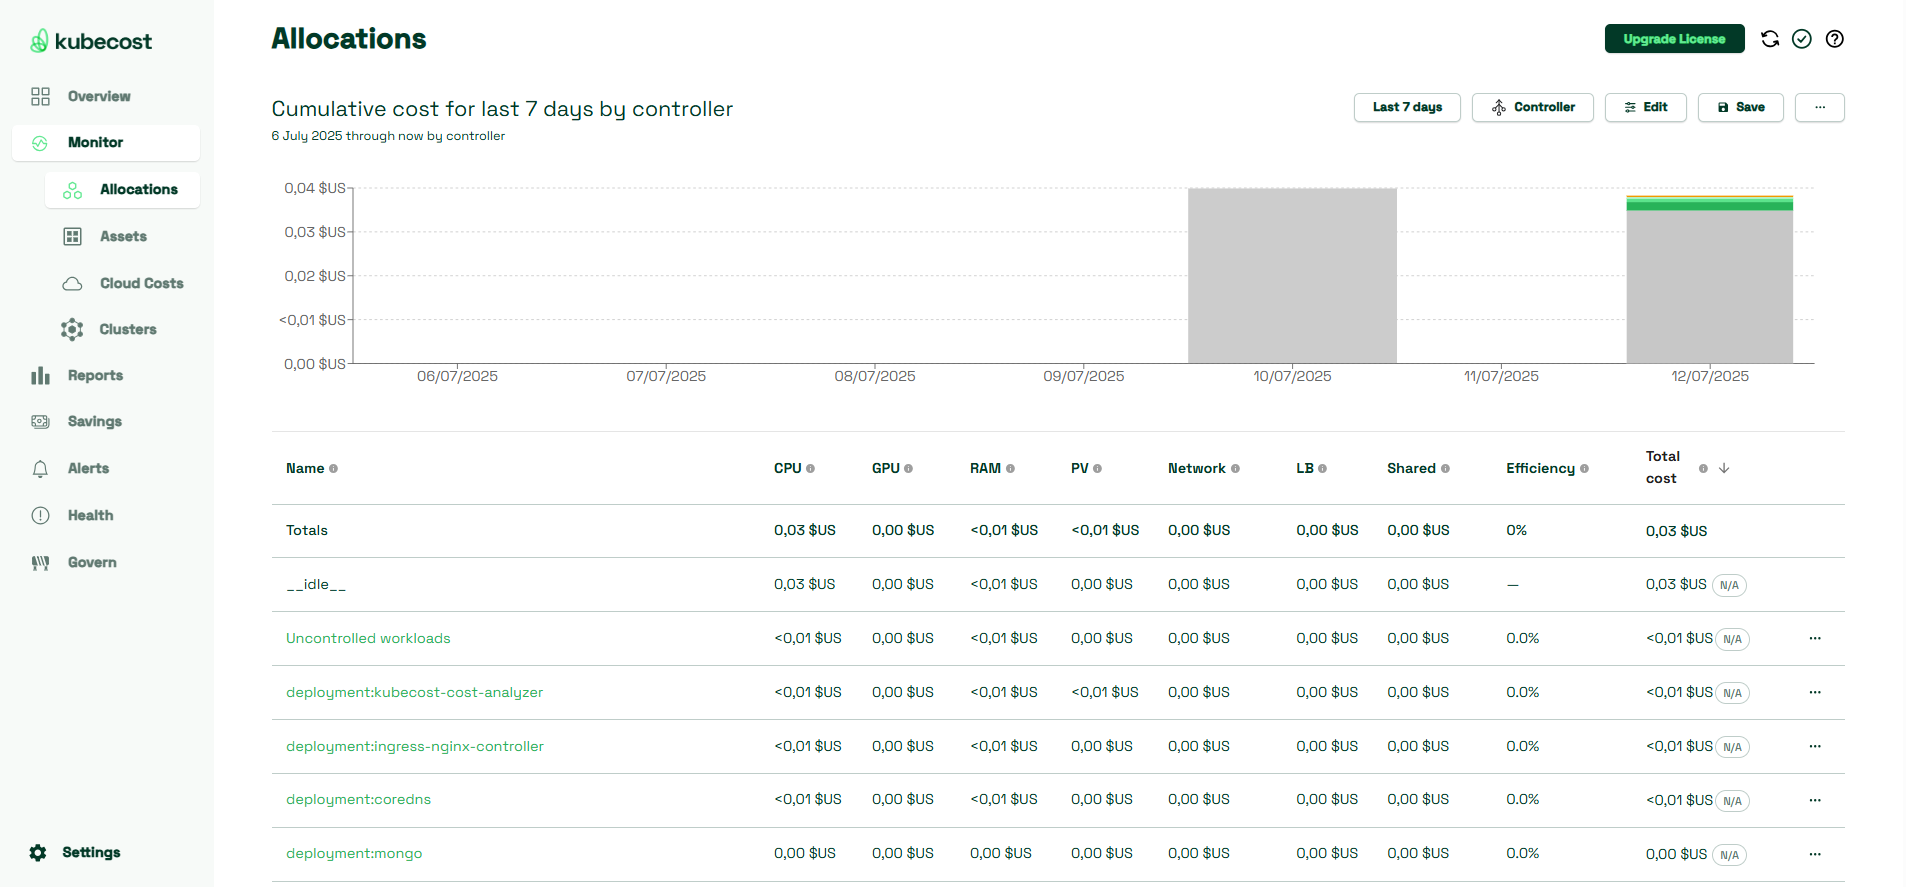 kubecost
Overview
Monitor
Allocations
Assets
Cloud Costs
Clusters
Reports
Savings
Alerts
Health
Govern
Settings
Allocations
Upgrade License
Cumulative cost for last 7 days by controller
6 July 2025 through now by controller
Last 7 days
Controller
Edit
Save
...
0,04 $US
0,03 $US
0,02 $US
<0,01 $US
0,00 $US
06/07/2025 07/07/2025 08/07/2025 09/07/2025 10/07/2025 11/07/2025 12/07/2025
Name CPU GPU RAM PV Network LB Shared Efficiency Total cost
Totals 0,03 $US 0,00 $US <0,01 $US <0,01 $US 0,00 $US 0,00 $US 0,00 $US 0% 0,03 $US
__idle__ 0,03 $US 0,00 $US <0,01 $US 0,00 $US 0,00 $US 0,00 $US 0,00 $US — 0,03 $US N/A
Uncontrolled workloads <0,01 $US 0,00 $US <0,01 $US 0,00 $US 0,00 $US 0,00 $US 0,00 $US 0.0% <0,01 $US N/A ...
deployment:kubecost-cost-analyzer <0,01 $US 0,00 $US <0,01 $US <0,01 $US 0,00 $US 0,00 $US 0,00 $US 0.0% <0,01 $US N/A ...
deployment:ingress-nginx-controller <0,01 $US 0,00 $US <0,01 $US 0,00 $US 0,00 $US 0,00 $US 0,00 $US 0.0% <0,01 $US N/A ...
deployment:coredns <0,01 $US 0,00 $US <0,01 $US 0,00 $US 0,00 $US 0,00 $US 0,00 $US 0.0% <0,01 $US N/A ...
deployment:mongo 0,00 $US 0,00 $US 0,00 $US 0,00 $US 0,00 $US 0,00 $US 0,00 $US 0.0% 0,00 $US N/A ...